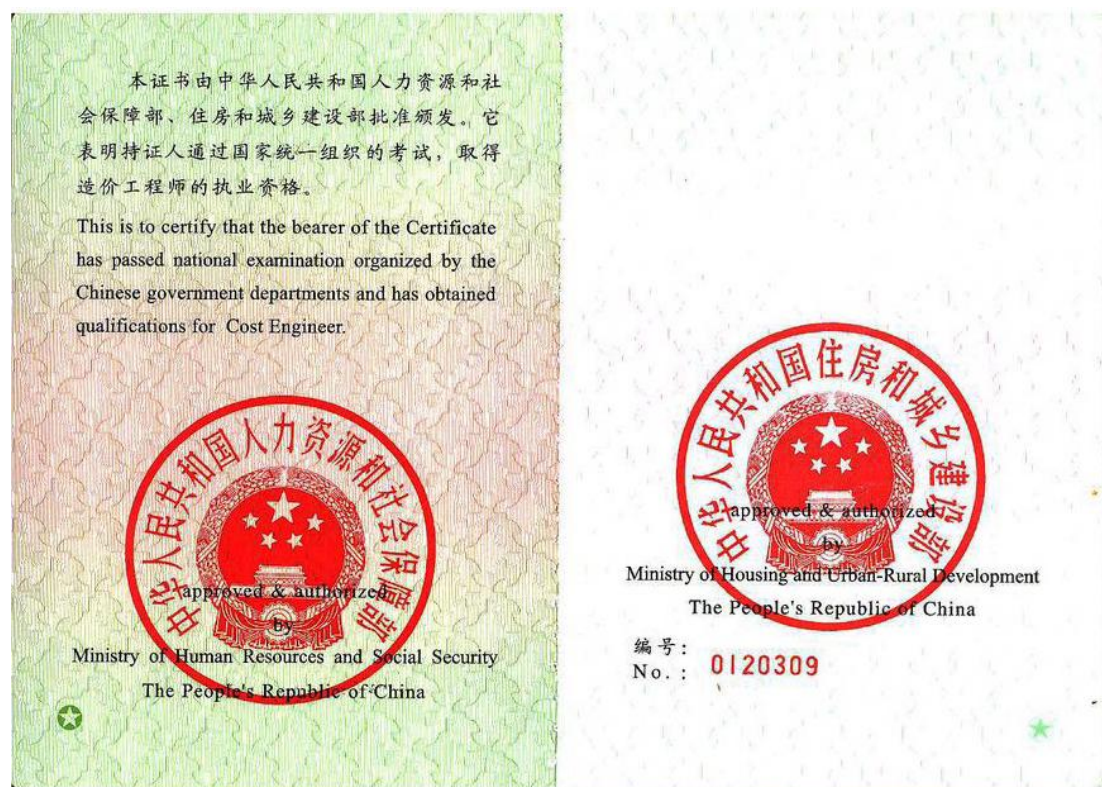 本证书由中华人民共和国人力资源和社
会保障部、住房和城乡建设部批准颁发。它
表明持证人通过国家统一组织的考试，取得
造价工程师的执业资格。
This is to certify that the bearer of the Certificate
has passed national examination organized by the
Chinese government departments and has obtained
qualifications for Cost Engineer.
中华人民共和国人力资源和社会保障部
approved & authorized
by
Ministry of Human Resources and Social Security
The People's Republic of China
中华人民共和国住房和城乡建设部
approved & authorized
by
Ministry of Housing and Urban-Rural Development
The People's Republic of China
编号：
No.： 0120309